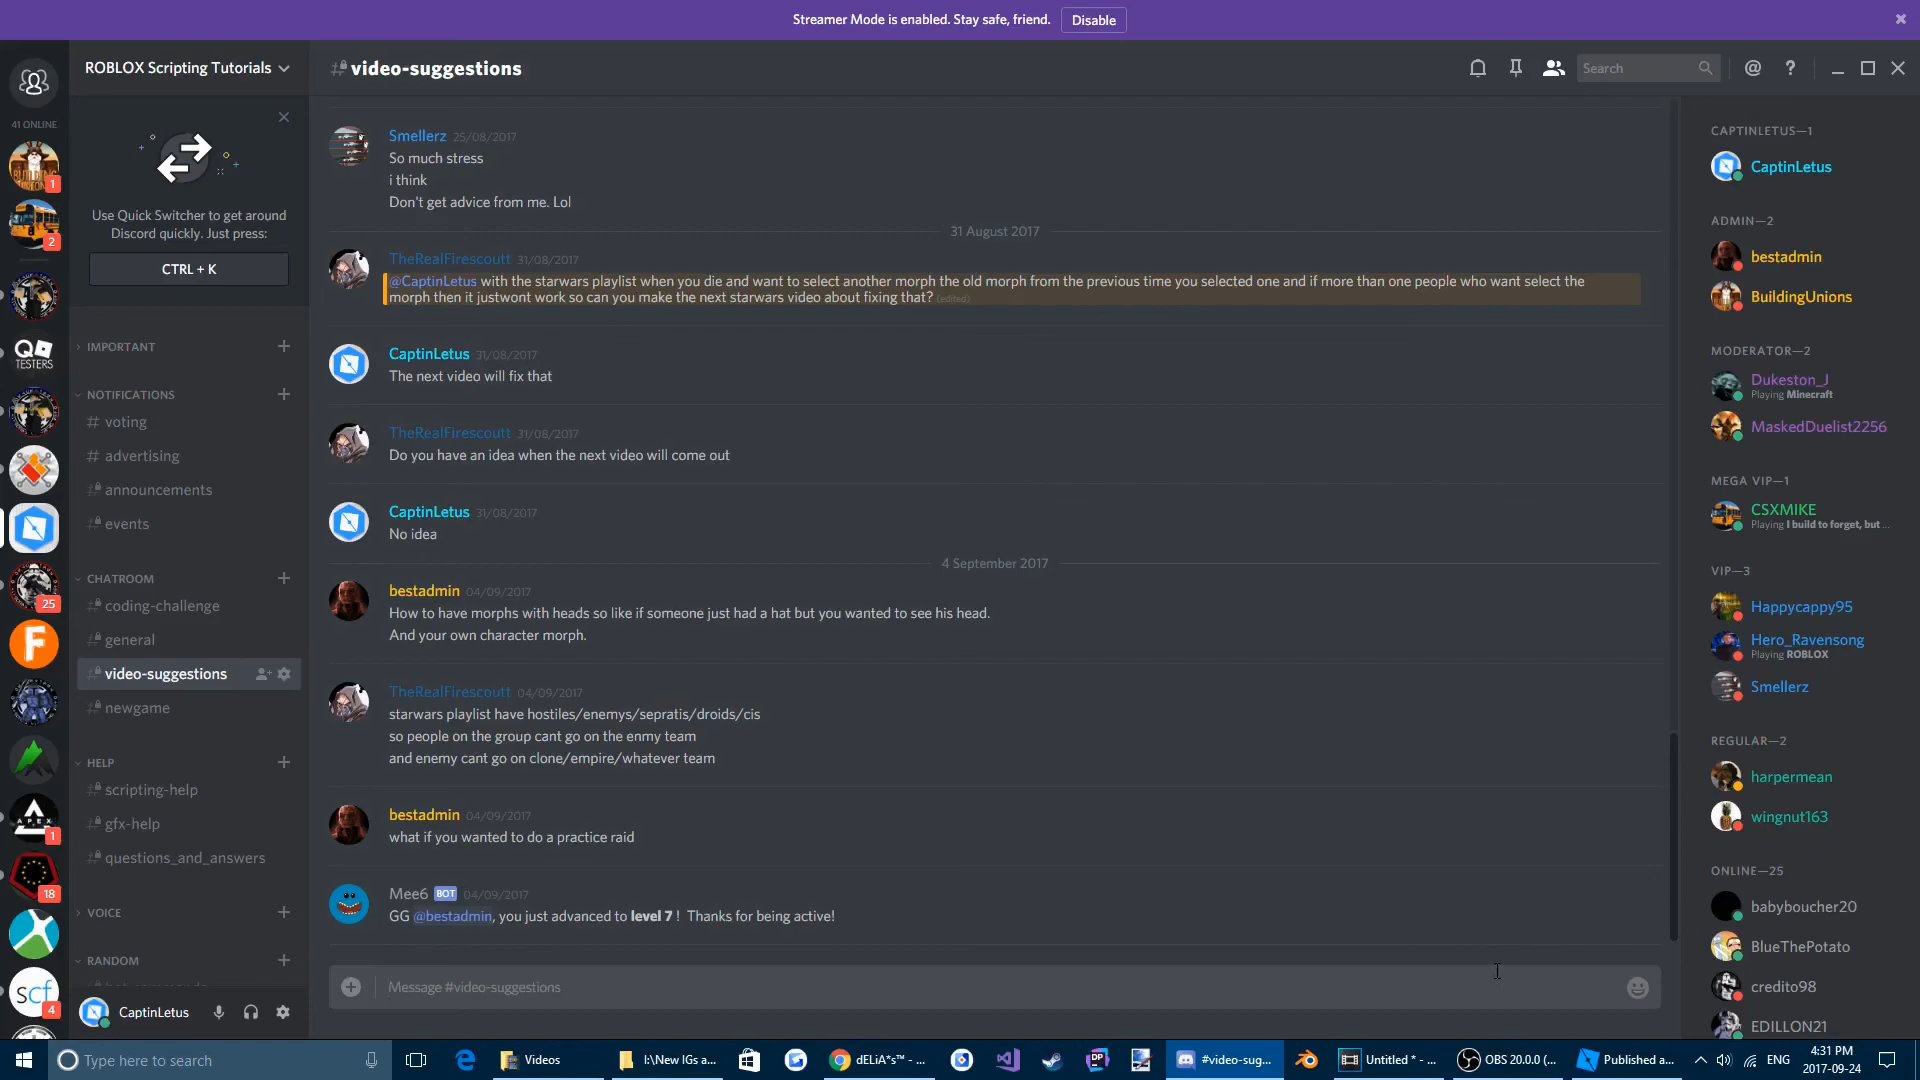 Streamer Mode is enabled. Stay safe, friend. Disable
ROBLOX Scripting Tutorials
#video-suggestions
Search
41 ONLINE
Use Quick Switcher to get around
Discord quickly. Just press:
CTRL + K
IMPORTANT
NOTIFICATIONS
# voting
# advertising
# announcements
# events
CHATROOM
# coding-challenge
# general
# video-suggestions
# newgame
HELP
# scripting-help
# gfx-help
# questions_and_answers
VOICE
RANDOM
CaptinLetus
1
2
QA
TESTERS
25
F
APEX
1
18
scf
4
Smellerz 25/08/2017
So much stress
i think
Don't get advice from me. Lol
31 August 2017
TheRealFirescoutt 31/08/2017
@CaptinLetus with the starwars playlist when you die and want to select another morph the old morph from the previous time you selected one and if more than one people who want select the
morph then it justwont work so can you make the next starwars video about fixing that? (edited)
CaptinLetus 31/08/2017
The next video will fix that
TheRealFirescoutt 31/08/2017
Do you have an idea when the next video will come out
CaptinLetus 31/08/2017
No idea
4 September 2017
bestadmin 04/09/2017
How to have morphs with heads so like if someone just had a hat but you wanted to see his head.
And your own character morph.
TheRealFirescoutt 04/09/2017
starwars playlist have hostiles/enemys/sepratis/droids/cis
so people on the group cant go on the enmy team
and enemy cant go on clone/empire/whatever team
bestadmin 04/09/2017
what if you wanted to do a practice raid
Mee6 BOT 04/09/2017
GG @bestadmin, you just advanced to level 7 ! Thanks for being active!
Message #video-suggestions
CAPTINLETUS—1
CaptinLetus
ADMIN—2
bestadmin
BuildingUnions
MODERATOR—2
Dukeston_J
Playing Minecraft
MaskedDuelist2256
MEGA VIP—1
CSXMIKE
Playing I build to forget, but ...
VIP—3
Happycappy95
Hero_Ravensong
Playing ROBLOX
Smellerz
REGULAR—2
harpermean
wingnut163
ONLINE—25
babyboucher20
BlueThePotato
credito98
EDILLON21
Type here to search
Videos
I:\New IGs a...
dELiA*s™ - ...
DP
#video-sug...
Untitled * - ...
OBS 20.0.0 (...
Published a...
ENG
4:31 PM
2017-09-24